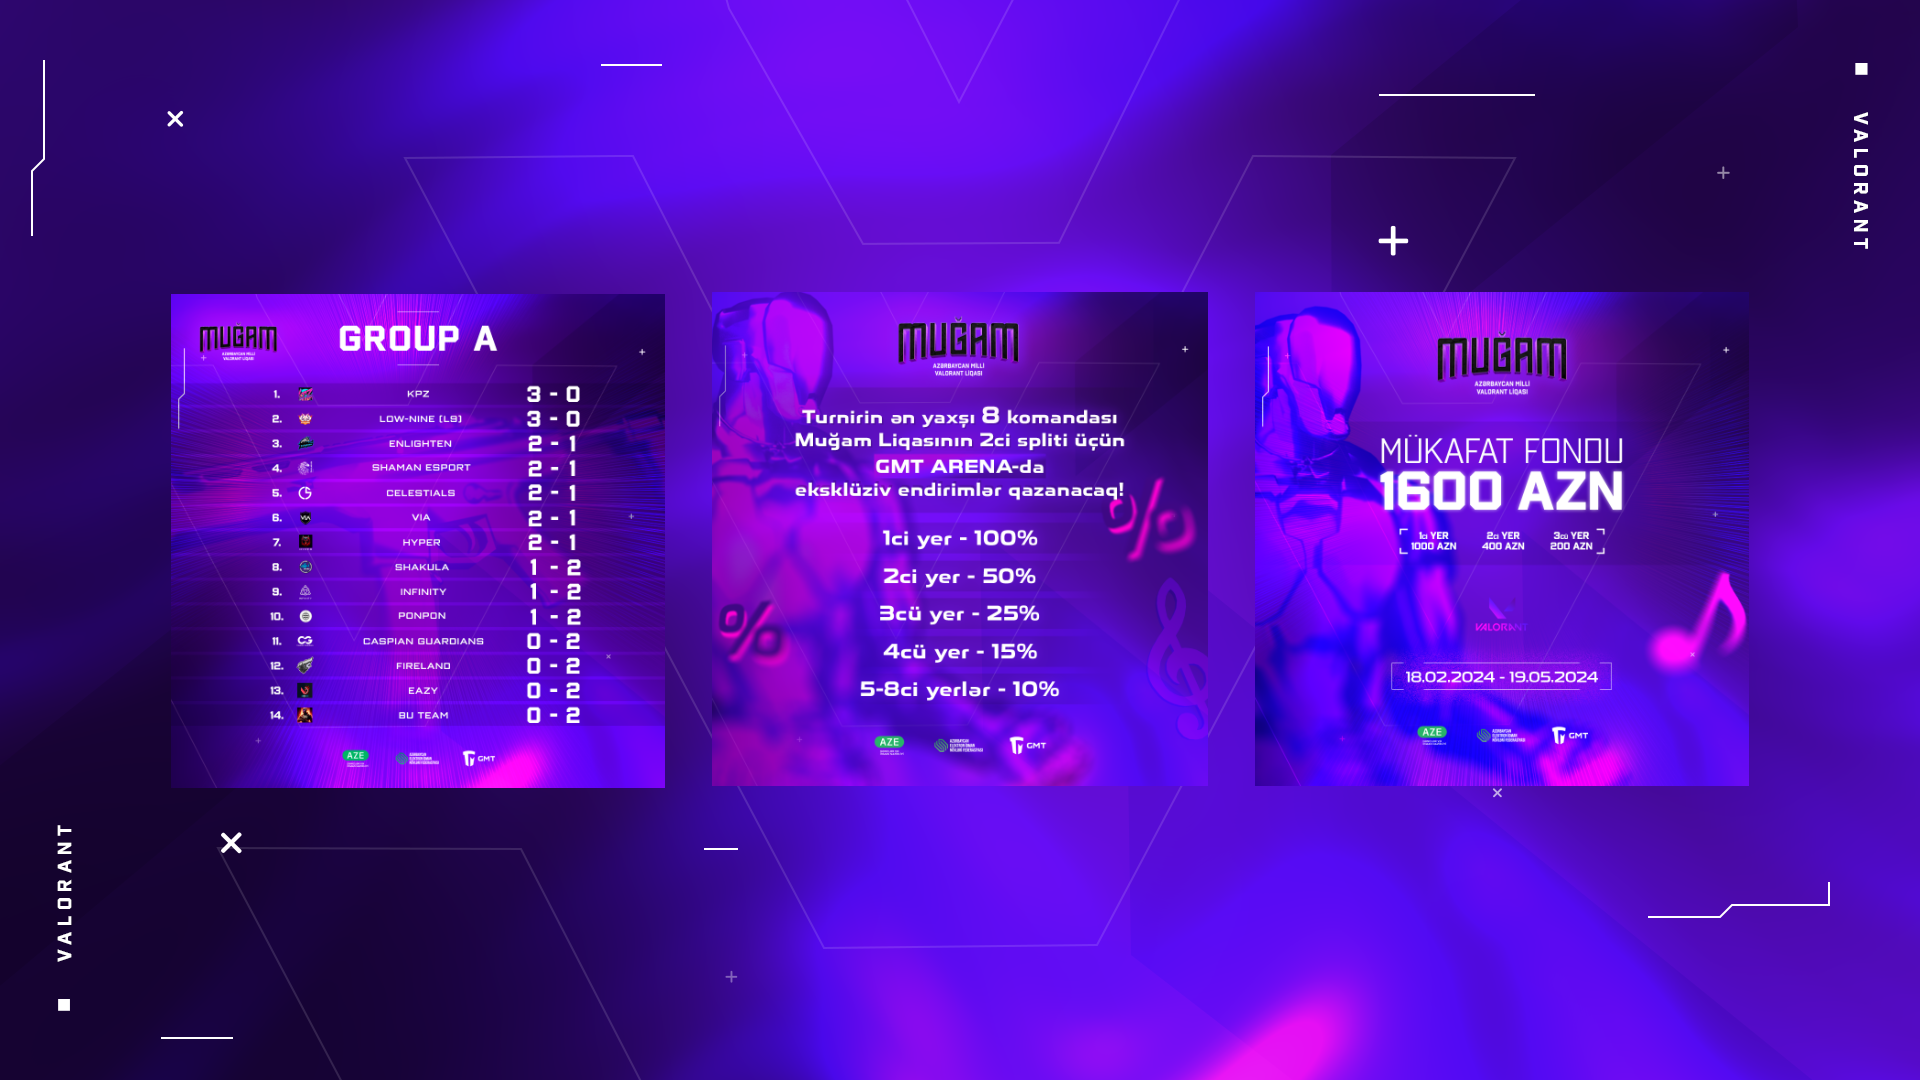 VALORANT
MUĞAM
AZƏRBAYCAN MİLLİ
VALORANT LİQASI
GROUP A
1. KPZ 3 - 0
2. LOW-NINE (L9) 3 - 0
3. ENLIGHTEN 2 - 1
4. SHAMAN ESPORT 2 - 1
5. CELESTIALS 2 - 1
6. VIA 2 - 1
7. HYPER 2 - 1
8. SHAKULA 1 - 2
9. INFINITY 1 - 2
10. PONPON 1 - 2
11. CASPIAN GUARDIANS 0 - 2
12. FIRELAND 0 - 2
13. EAZY 0 - 2
14. BU TEAM 0 - 2
AZE
GMT
MUĞAM
AZƏRBAYCAN MİLLİ
VALORANT LİQASI
Turnirin ən yaxşı 8 komandası
Muğam Liqasının 2ci spliti üçün
GMT ARENA-da
eksklüziv endirimlər qazanacaq!
1ci yer - 100%
2ci yer - 50%
3cü yer - 25%
4cü yer - 15%
5-8ci yerlər - 10%
%
%
AZE
GMT
MUĞAM
AZƏRBAYCAN MİLLİ
VALORANT LİQASI
MÜKAFAT FONDU
1600 AZN
1ci YER 2ci YER 3cü YER
1000 AZN 400 AZN 200 AZN
VALORANT
18.02.2024 - 19.05.2024
AZE
GMT
VALORANT